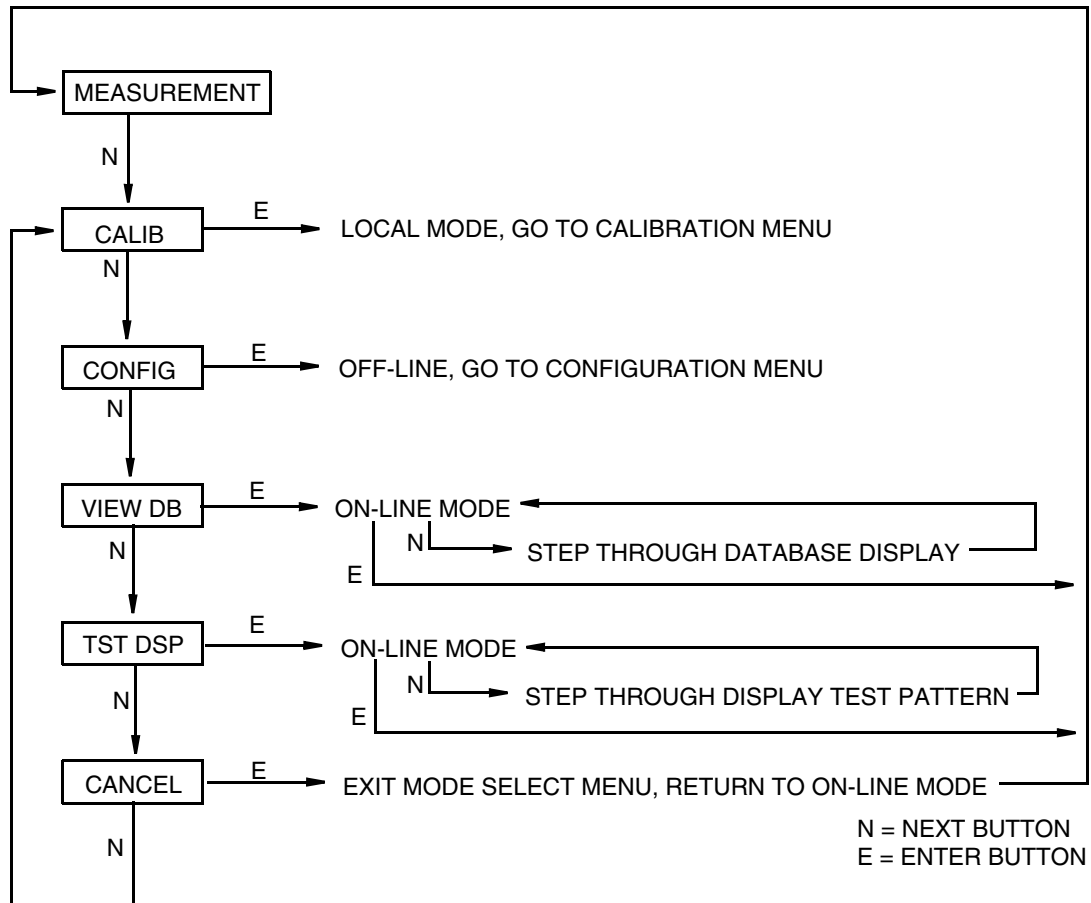 MEASUREMENT
N
CALIB
E
LOCAL MODE, GO TO CALIBRATION MENU
N
CONFIG
E
OFF-LINE, GO TO CONFIGURATION MENU
N
VIEW DB
E
ON-LINE MODE
N
STEP THROUGH DATABASE DISPLAY
E
N
TST DSP
E
ON-LINE MODE
N
STEP THROUGH DISPLAY TEST PATTERN
E
N
CANCEL
E
EXIT MODE SELECT MENU, RETURN TO ON-LINE MODE
N
N = NEXT BUTTON
E = ENTER BUTTON